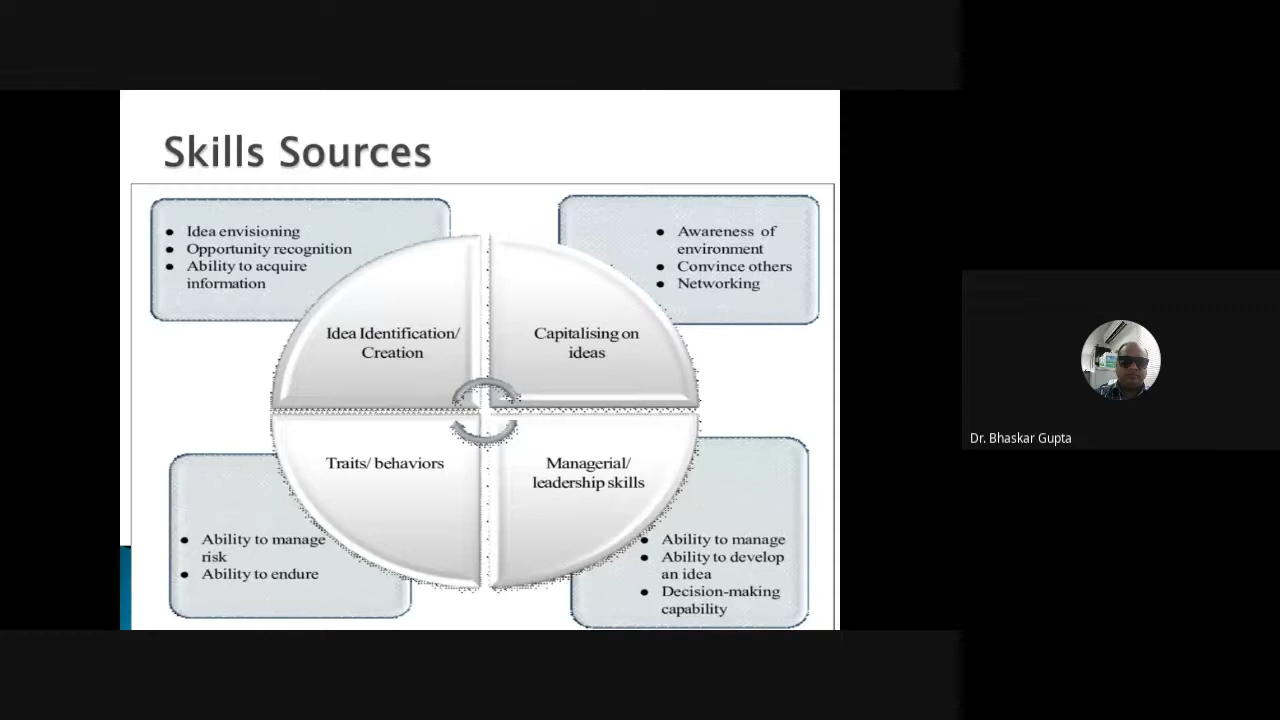 Skills Sources
● Idea envisioning
● Opportunity recognition
● Ability to acquire
information
● Awareness of
environment
● Convince others
● Networking
Idea Identification/
Creation
Capitalising on
ideas
Traits/ behaviors
Managerial/
leadership skills
● Ability to manage
risk
● Ability to endure
● Ability to manage
● Ability to develop
an idea
● Decision-making
capability
Dr. Bhaskar Gupta